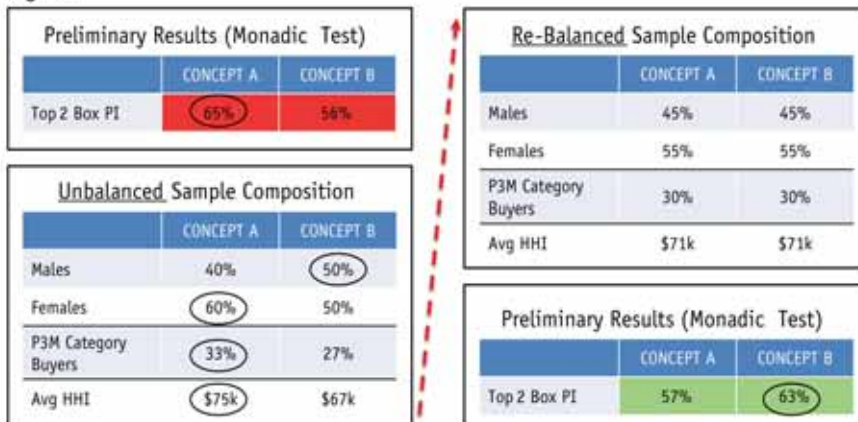 Preliminary Results (Monadic Test)
CONCEPT A CONCEPT B
Top 2 Box PI 65% 56%
Unbalanced Sample Composition
CONCEPT A CONCEPT B
Males 40% 50%
Females 60% 50%
P3M Category
Buyers 33% 27%
Avg HHI $75k $67k
Re-Balanced Sample Composition
CONCEPT A CONCEPT B
Males 45% 45%
Females 55% 55%
P3M Category
Buyers 30% 30%
Avg HHI $71k $71k
Preliminary Results (Monadic Test)
CONCEPT A CONCEPT B
Top 2 Box PI 57% 63%